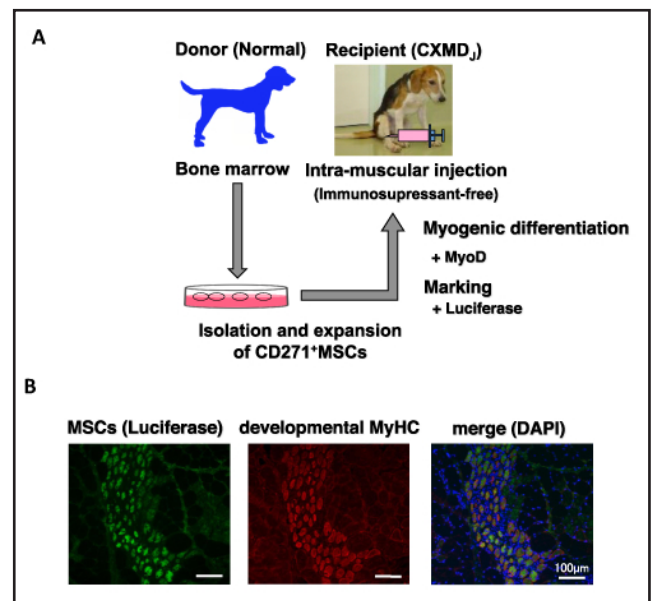 A
Donor (Normal) Recipient (CXMDJ)
Bone marrow Intra-muscular injection
(Immunosupressant-free)
Myogenic differentiation
+ MyoD
Marking
+ Luciferase
Isolation and expansion
of CD271+MSCs
B
MSCs (Luciferase) developmental MyHC merge (DAPI)
100μm